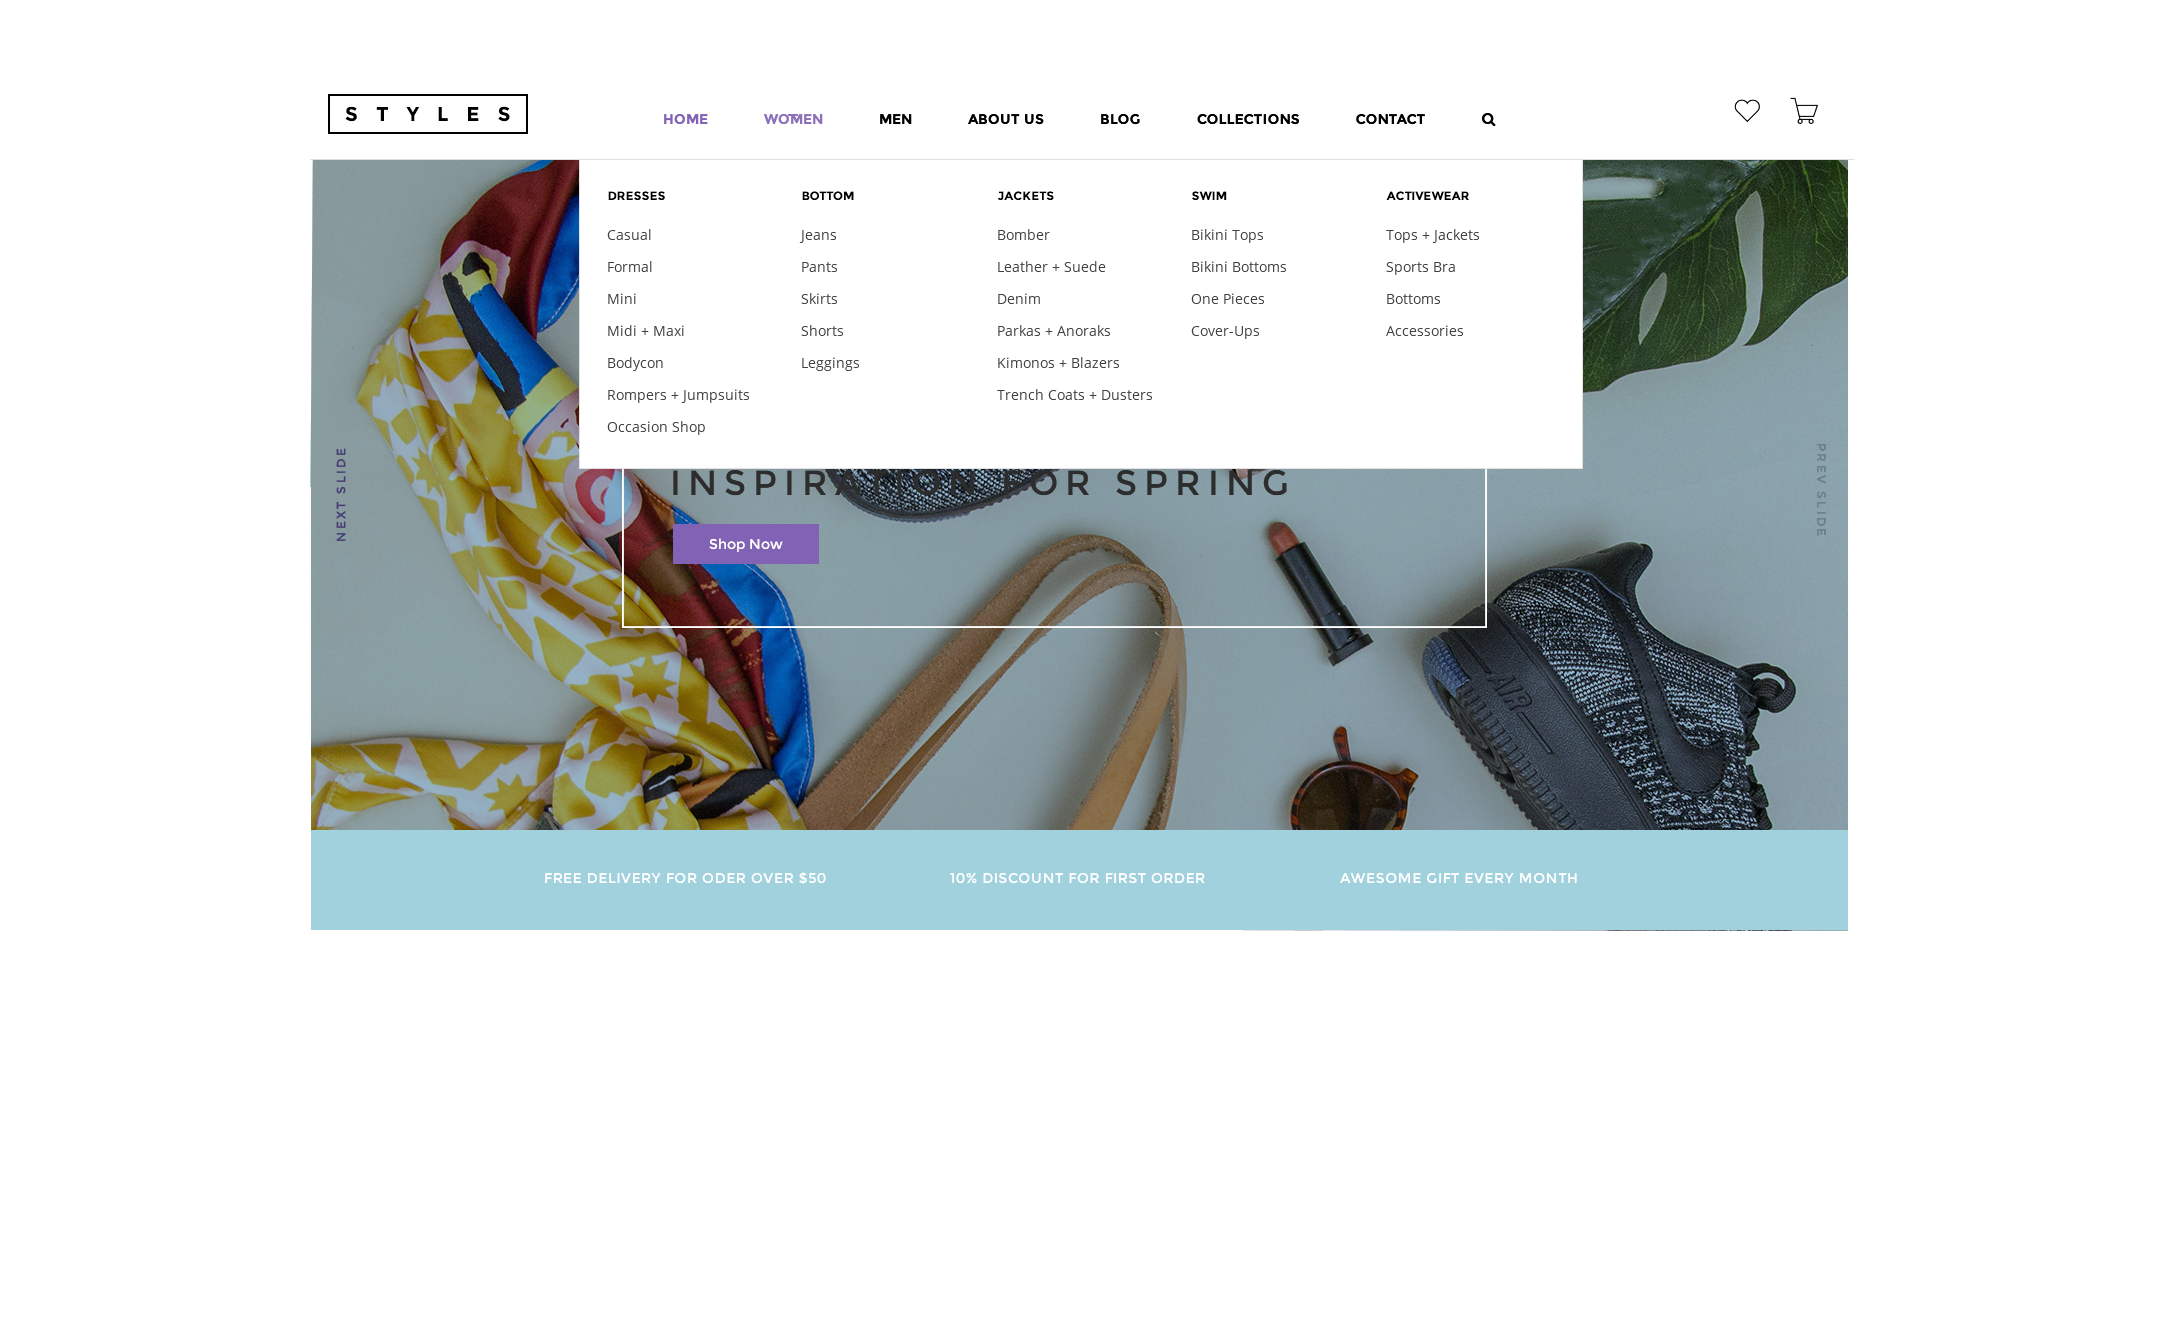 STYLES
HOME WOMEN MEN ABOUT US BLOG COLLECTIONS CONTACT
DRESSES
Casual
Formal
Mini
Midi + Maxi
Bodycon
Rompers + Jumpsuits
Occasion Shop
BOTTOM
Jeans
Pants
Skirts
Shorts
Leggings
JACKETS
Bomber
Leather + Suede
Denim
Parkas + Anoraks
Kimonos + Blazers
Trench Coats + Dusters
SWIM
Bikini Tops
Bikini Bottoms
One Pieces
Cover-Ups
ACTIVEWEAR
Tops + Jackets
Sports Bra
Bottoms
Accessories
NEXT SLIDE
INSPIRATION FOR SPRING
Shop Now
PREV SLIDE
AIR
FREE DELIVERY FOR ODER OVER $50
10% DISCOUNT FOR FIRST ORDER
AWESOME GIFT EVERY MONTH